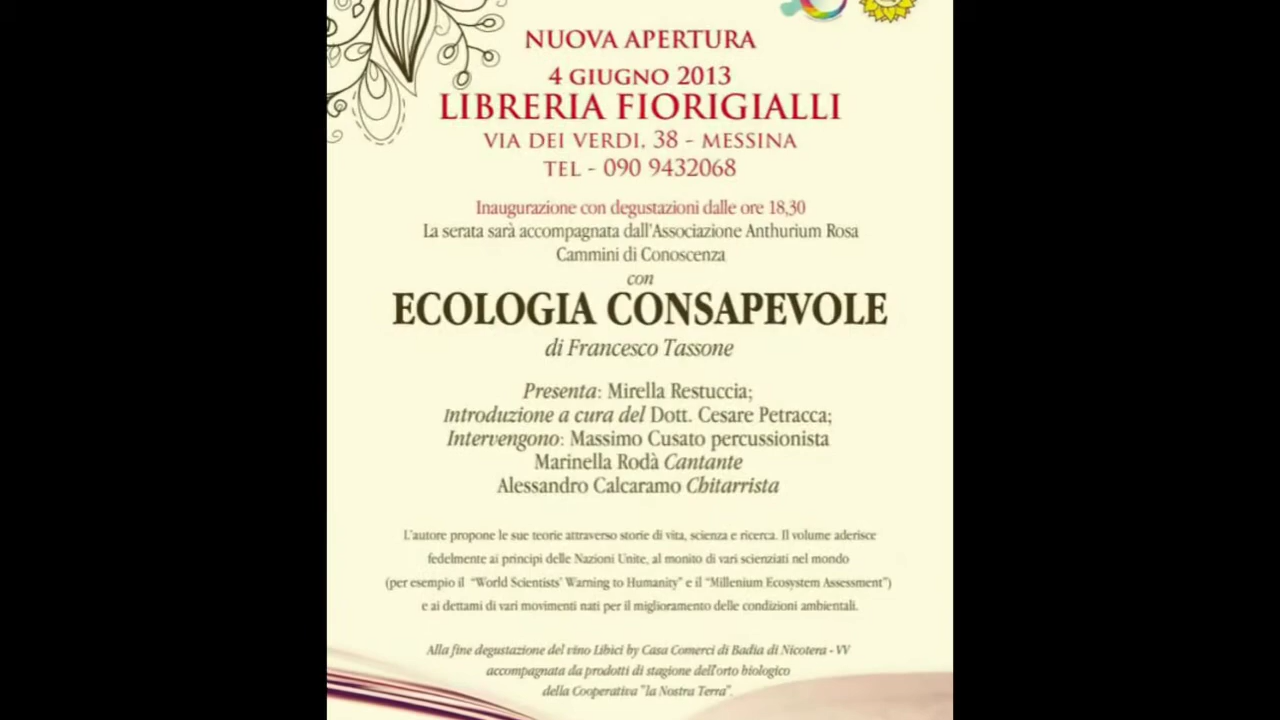 NUOVA APERTURA
4 GIUGNO 2013
LIBRERIA FIORIGIALLI
VIA DEI VERDI, 38 - MESSINA
TEL - 090 9432068
Inaugurazione con degustazioni dalle ore 18,30
La serata sarà accompagnata dall'Associazione Anthurium Rosa
Cammini di Conoscenza
con
ECOLOGIA CONSAPEVOLE
di Francesco Tassone
Presenta: Mirella Restuccia;
Introduzione a cura del Dott. Cesare Petracca;
Intervengono: Massimo Cusato percussionista
Marinella Rodà Cantante
Alessandro Calcaramo Chitarrista
L'autore propone le sue teorie attraverso storie di vita, scienza e ricerca. Il volume aderisce
fedelmente ai principi delle Nazioni Unite, al monito di vari scienziati nel mondo
(per esempio il "World Scientists' Warning to Humanity" e il "Millenium Ecosystem Assessment")
e ai dettami di vari movimenti nati per il miglioramento delle condizioni ambientali.
Alla fine degustazione del vino Libici by Casa Comerci di Badia di Nicotera - VV
accompagnata da prodotti di stagione dell'orto biologico
della Cooperativa "la Nostra Terra".